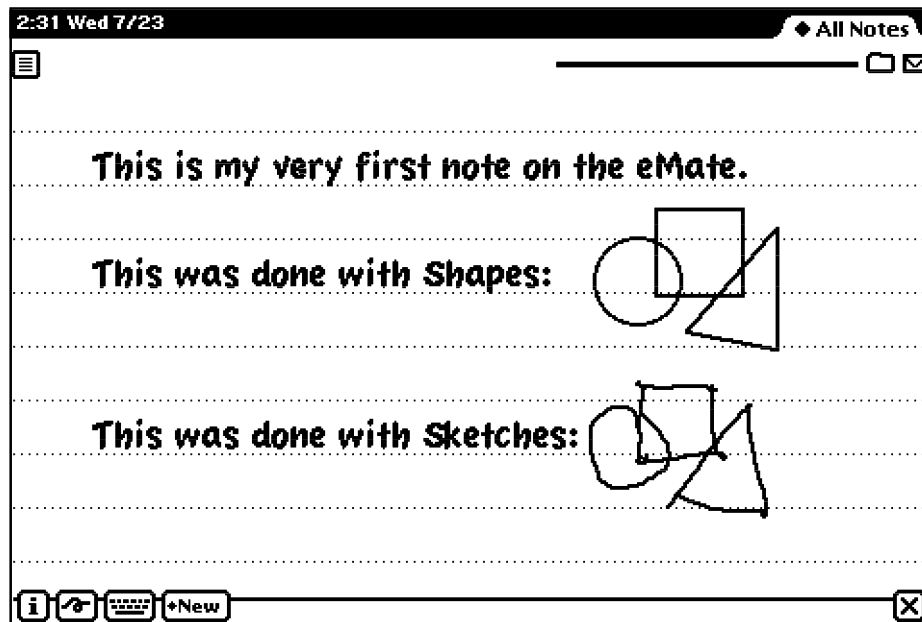 2:31 Wed 7/23
◆ All Notes
This is my very first note on the eMate.
This was done with Shapes:
This was done with Sketches:
i
◆New
X